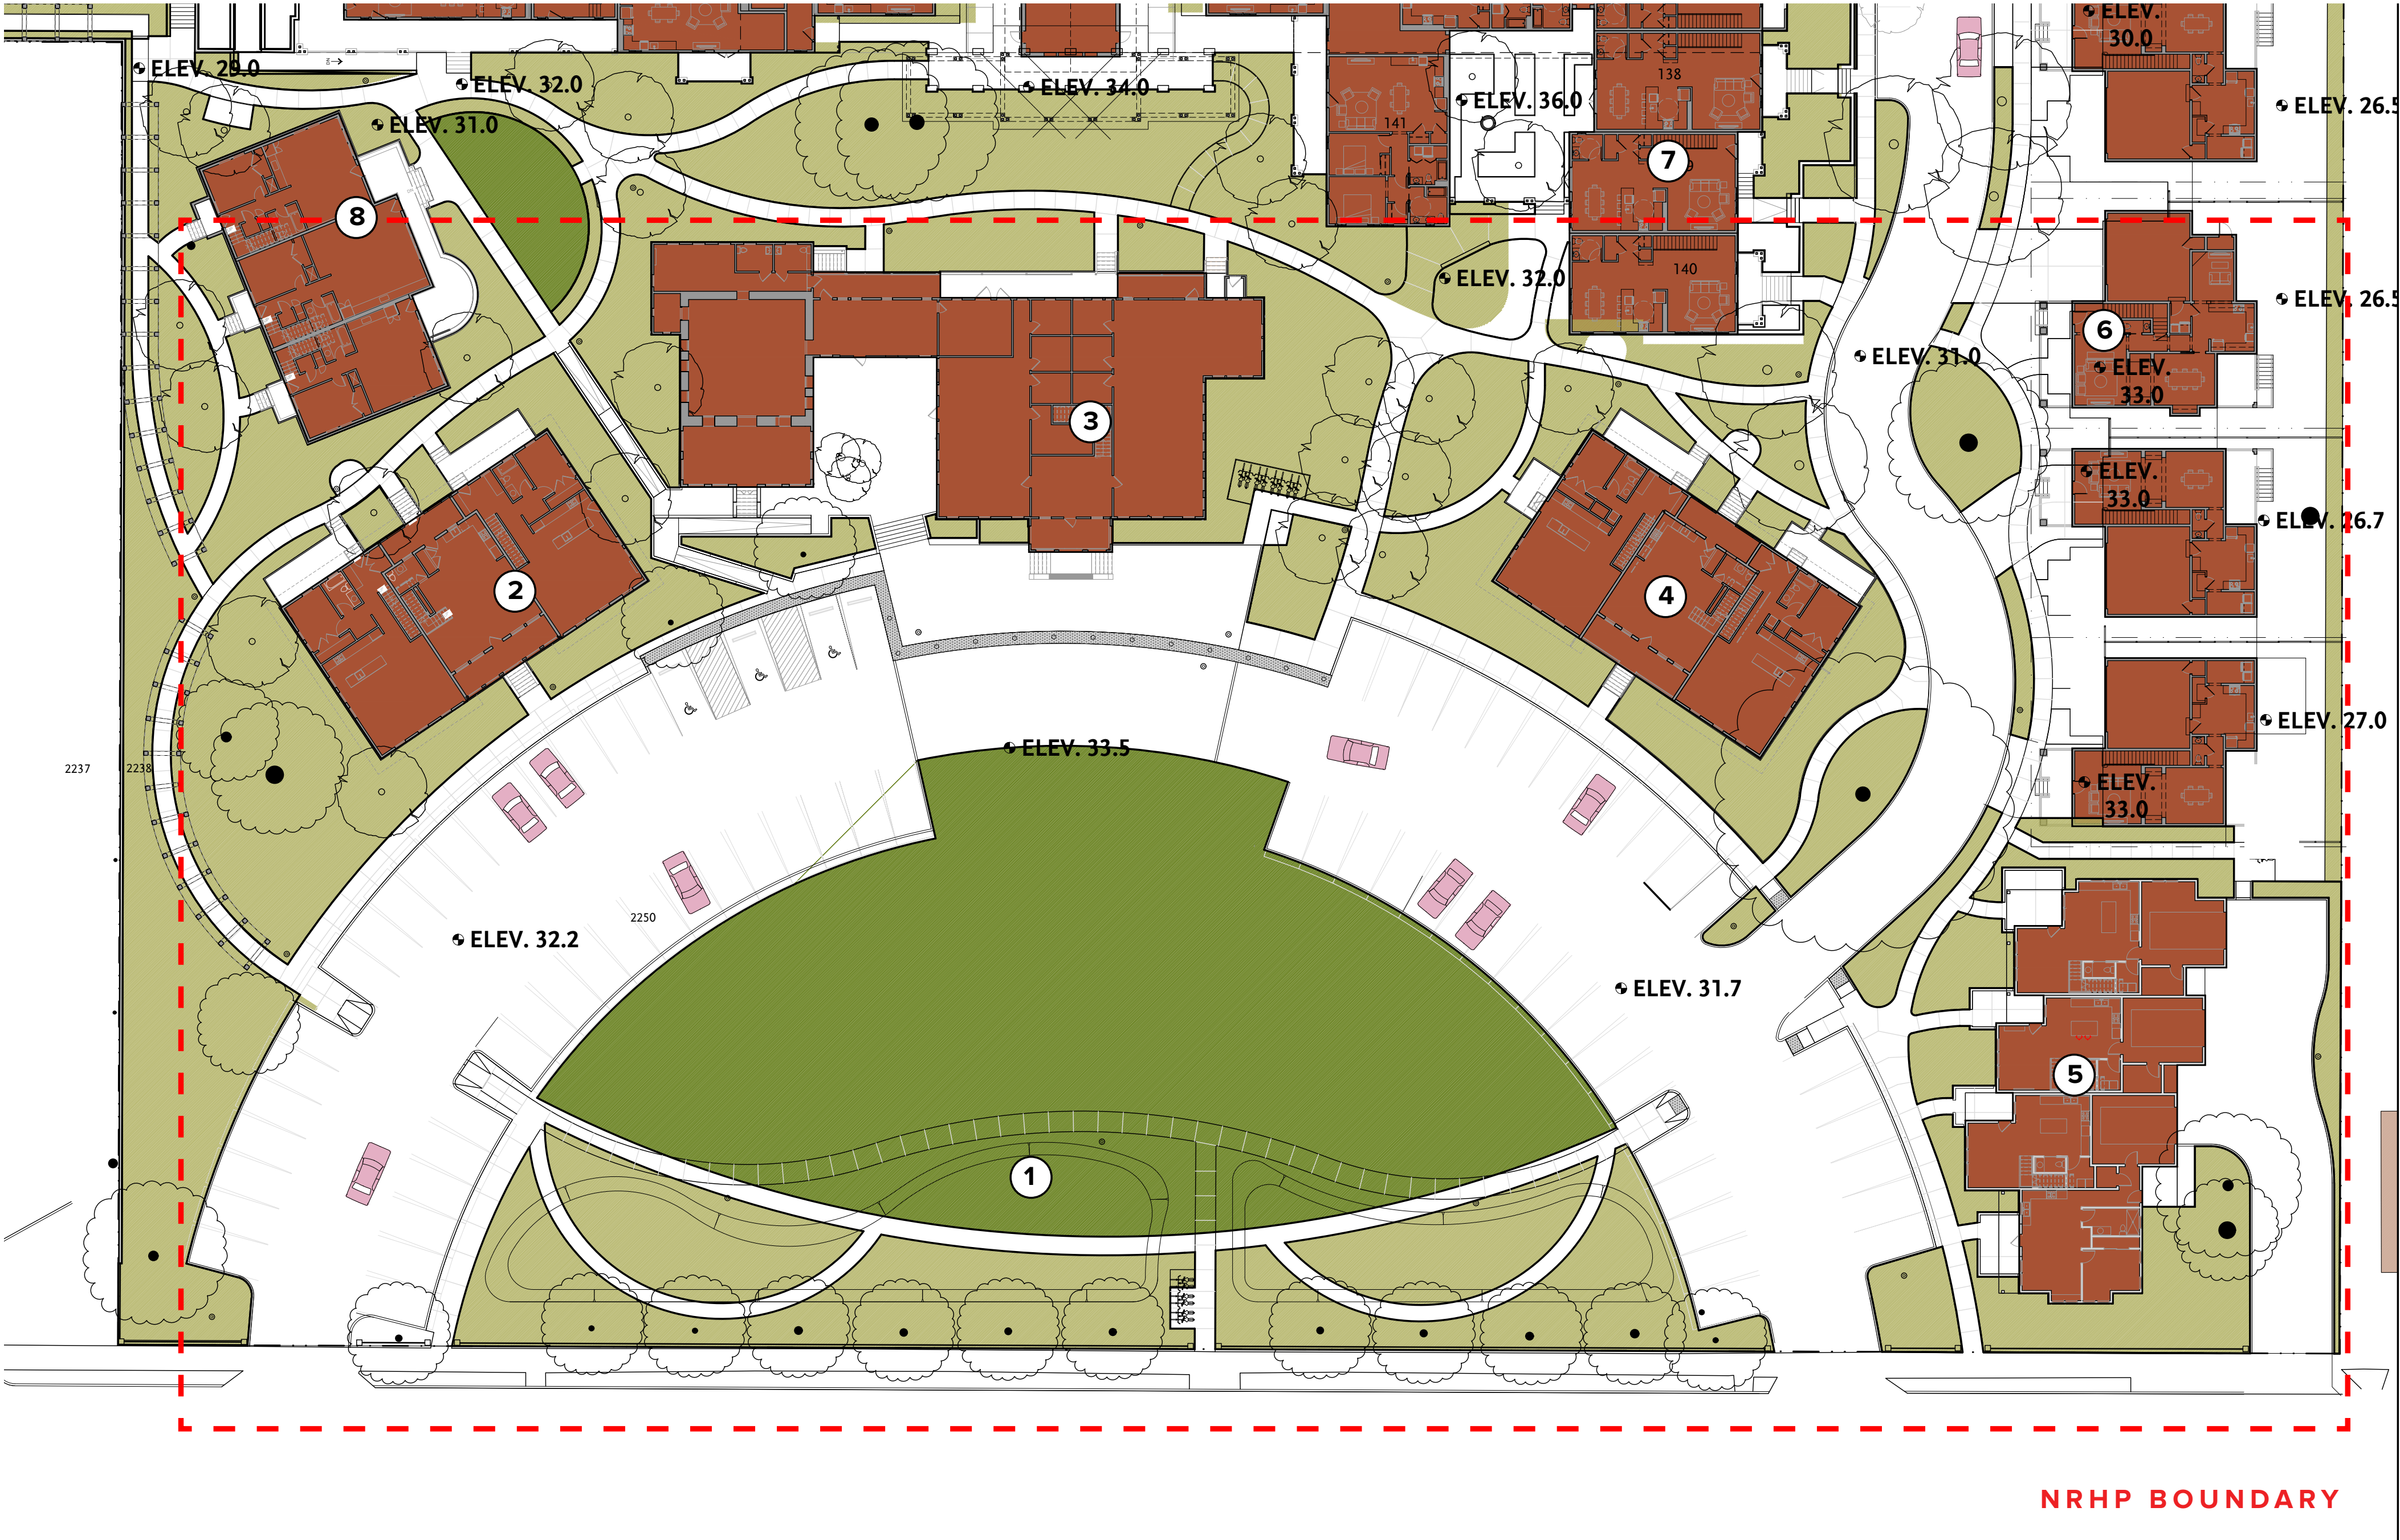 ELEV.
30.0
ELEV. 29.0
ELEV. 32.0
ELEV. 34.0
ELEV. 36.0
138
ELEV. 26.5
ELEV. 31.0
141
7
8
ELEV. 32.0
140
ELEV. 26.5
6
ELEV. 31.0
ELEV.
33.0
3
ELEV.
33.0
ELEV. 26.7
2
4
ELEV. 33.5
ELEV. 27.0
2237
2238
ELEV.
33.0
2250
ELEV. 32.2
ELEV. 31.7
5
1
NRHP BOUNDARY